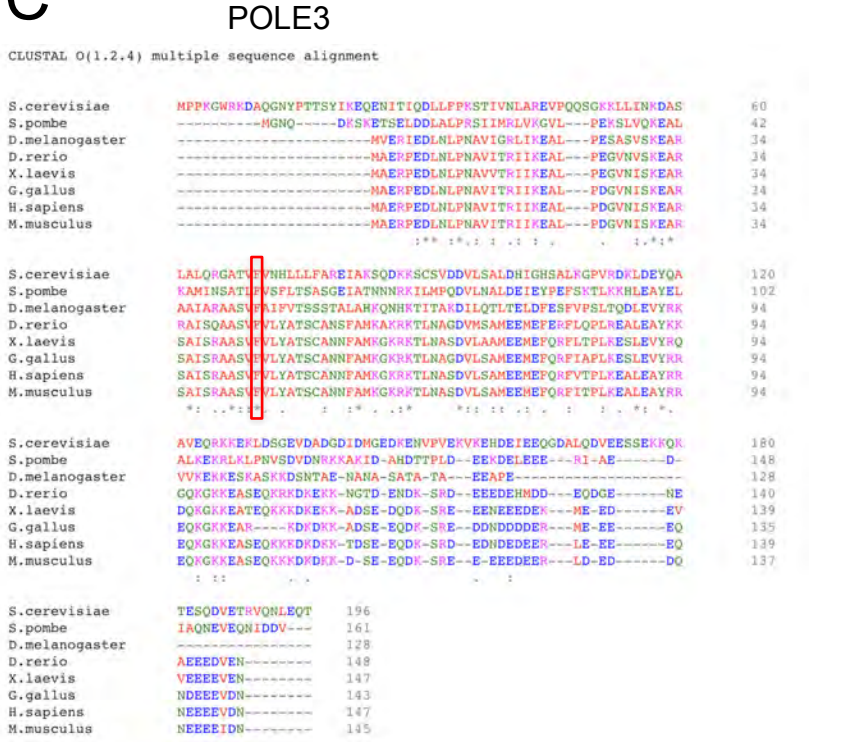 C
POLE3
CLUSTAL O(1.2.4) multiple sequence alignment
S.cerevisiae MPPKGWRKDAQGNYPTTSYIKEQENITIQDLLFPKSTIVNLAREVPQQSGKKLLINKDAS 60
S.pombe ----------MGNQ-----DKSKETSELDDLALPRSIIMRLVKGVL---PEKSLVQKEAL 42
D.melanogaster -----------------------MVERIEDLNLPNAVIGRLIKEAL---PESASVSKEAR 34
D.rerio -----------------------MAERPEDLNLPNAVITRIIKEAL---PEGVNVSKEAR 34
X.laevis -----------------------MAERPEDLNLPNAVVTRIIKEAL---PEGVNISKEAR 34
G.gallus -----------------------MAERPEDLNLPNAVITRIIKEAL---PDGVNISKEAR 34
H.sapiens -----------------------MAERPEDLNLPNAVITRIIKEAL---PDGVNISKEAR 34
M.musculus -----------------------MAERPEDLNLPNAVITRIIKEAL---PDGVNISKEAR 34
:** :*.: : .: : . . :.*:*
S.cerevisiae LALQRGATVFVNHLLLFAREIAKSQDKKSCSVDDVLSALDHIGHSALKGPVRDKLDEYQA 120
S.pombe KAMINSATLFVSFLTSASGEIATNNNRKILMPQDVLNALDEIEYPEFSKTLKKHLEAYEL 102
D.melanogaster AAIARAASVFAIFVTSSSTALAHKQNHKTITAKDILQTLTELDFESFVPSLTQDLEVYRK 94
D.rerio RAISQAASVFVLYATSCANSFAMKAKRKTLNAGDVMSAMEEMEFERFLQPLREALEAYKK 94
X.laevis SAISRAASVFVLYATSCANNFAMKGKRKTLNASDVLAAMEEMEFQRFLTPLKESLEVYRQ 94
G.gallus SAISRAASVFVLYATSCANNFAMKGKRKTLNAGDVLSAMEEMEFQRFIAPLKESLEVYRR 94
H.sapiens SAISRAASVFVLYATSCANNFAMKGKRKTLNASDVLSAMEEMEFQRFVTPLKEALEAYRR 94
M.musculus SAISRAASVFVLYATSCANNFAMKGKRKTLNASDVLSAMEEMEFQRFITPLKEALEAYRR 94
*: ..*::*. . : :* . .:* *:: :: .: . : : . *: *.
S.cerevisiae AVEQRKKEKLDSGEVDADGDIDMGEDKENVPVEKVKEHDEIEEQGDALQDVEESSEKKQK 180
S.pombe ALKEKRLKLPNVSDVDNRKKAKID-AHDTTPLD--EEKDELEEE---RI-AE-----D- 148
D.melanogaster VVKEKKESKASKKDSNTAE-NANA-SATA-TA---EEAPE-------------------- 128
D.rerio GQKGKKEASEQKRKDKEKK-NGTD-ENDK-SRD--EEEDEHMDD---EQDGE-----NE 140
X.laevis DQKGKKEATEQKKKDKDKK-ADSE-DQDK-SRE--EENEEEDEK---ME-ED-----EV 139
G.gallus EQKGKKEAR----KDKDKK-ADSE-EQDK-SRE--DDNDDDDER---M-EE-----EQ 135
H.sapiens EQKGKKEASEQKKKDKDKK-TDSE-EQDK-SRD--EDNDEDEER---LE-EE-----EQ 139
M.musculus EQKGKKEASEQKKKDKDKK-D-SE-EQDK-SRE--E-EEEDEER---LD-ED-----DQ 137
: :: . . . :
S.cerevisiae TESQDVETRVQNLEQT 196
S.pombe IAQNEVEQNIDDV--- 161
D.melanogaster ---------------- 128
D.rerio AEEEDVEN-------- 148
X.laevis VEEEEVEN-------- 147
G.gallus NDEEEVDN-------- 143
H.sapiens NEEEEVDN-------- 147
M.musculus NEEEEIDN-------- 145